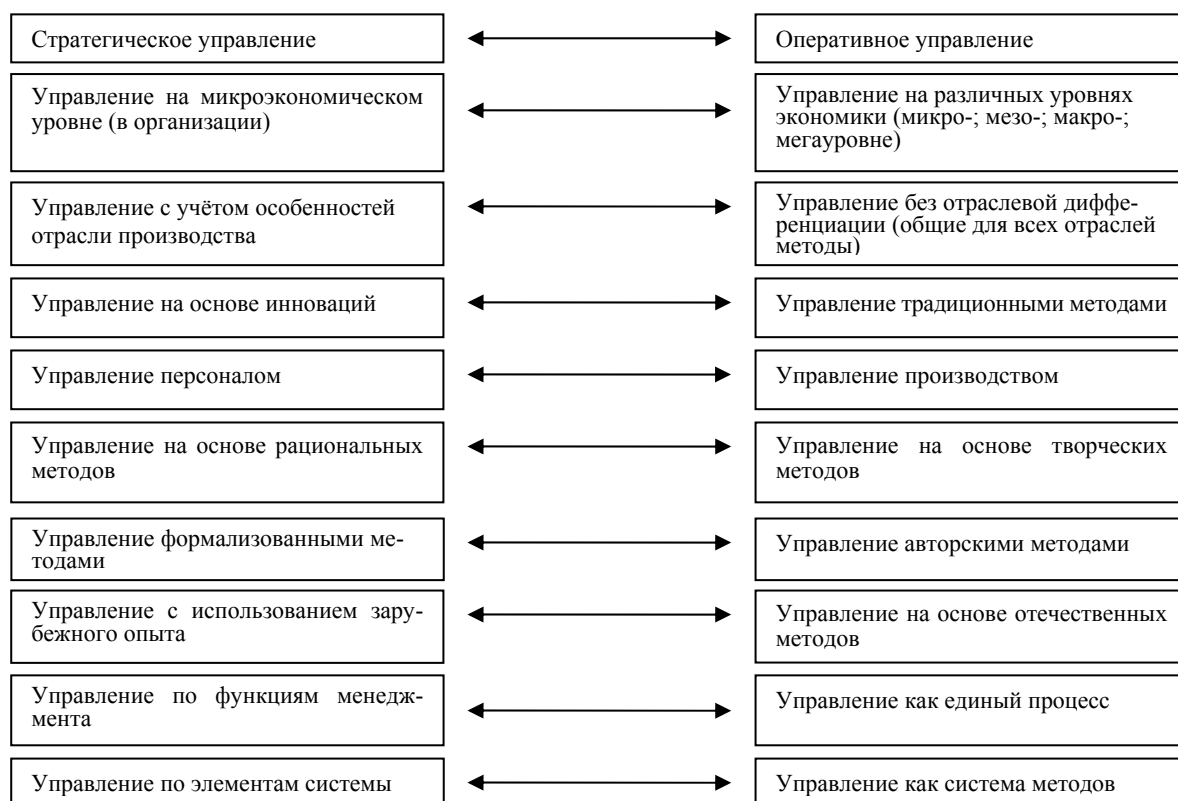 Стратегическое управление
Оперативное управление
Управление на микроэкономическом
уровне (в организации)
Управление на различных уровнях
экономики (микро-; мезо-; макро-;
мегауровне)
Управление с учётом особенностей
отрасли производства
Управление без отраслевой диффе-
ренциации (общие для всех отраслей
методы)
Управление на основе инноваций
Управление традиционными методами
Управление персоналом
Управление производством
Управление на основе рациональных
методов
Управление на основе творческих
методов
Управление формализованными ме-
тодами
Управление авторскими методами
Управление с использованием зару-
бежного опыта
Управление на основе отечественных
методов
Управление по функциям менедж-
мента
Управление как единый процесс
Управление по элементам системы
Управление как система методов